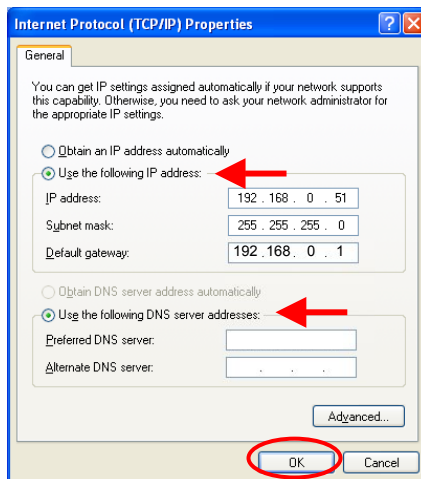 Internet Protocol (TCP/IP) Properties
General
You can get IP settings assigned automatically if your network supports
this capability. Otherwise, you need to ask your network administrator for
the appropriate IP settings.
Obtain an IP address automatically
Use the following IP address:
IP address: 192 . 168 . 0 . 51
Subnet mask: 255 . 255 . 255 . 0
Default gateway: 192 . 168 . 0 . 1
Obtain DNS server address automatically
Use the following DNS server addresses:
Preferred DNS server:
Alternate DNS server: . . .
Advanced...
OK Cancel